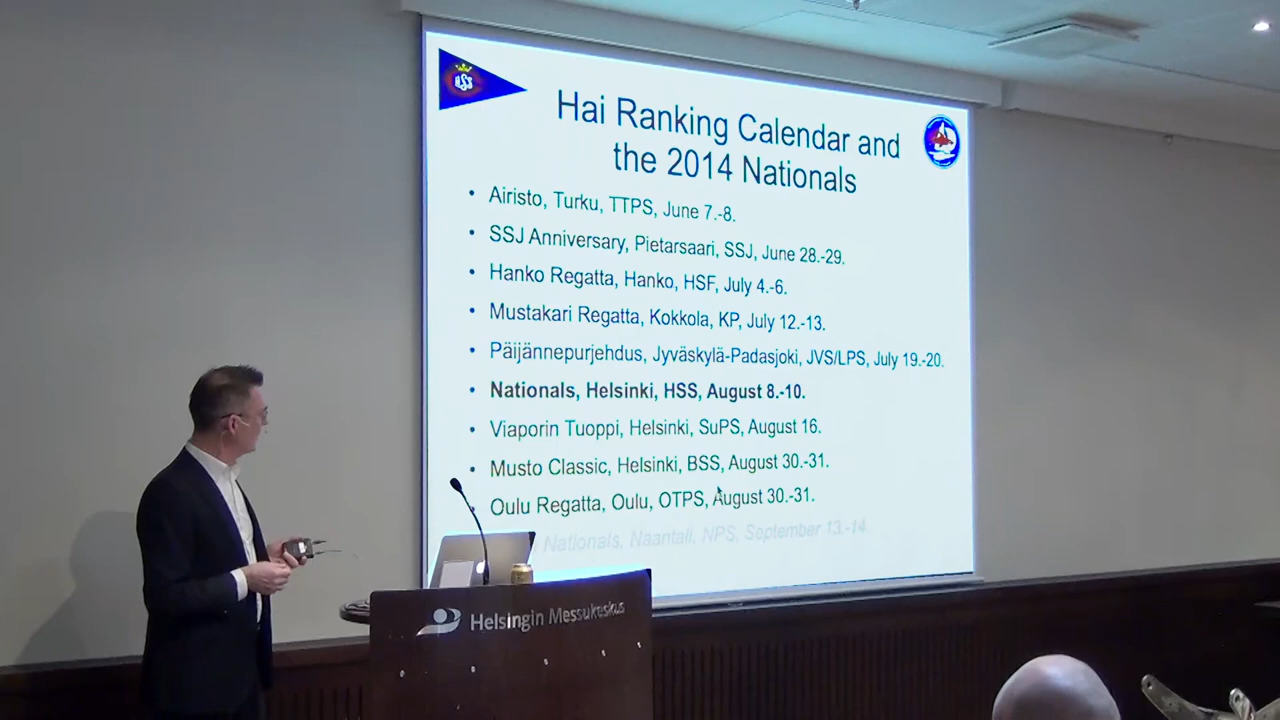 HSS
Hai Ranking Calendar and
the 2014 Nationals
• Airisto, Turku, TTPS, June 7.-8.
• SSJ Anniversary, Pietarsaari, SSJ, June 28.-29.
• Hanko Regatta, Hanko, HSF, July 4.-6.
• Mustakari Regatta, Kokkola, KP, July 12.-13.
• Päijännepurjehdus, Jyväskylä-Padasjoki, JVS/LPS, July 19.-20.
• Nationals, Helsinki, HSS, August 8.-10.
• Viaporin Tuoppi, Helsinki, SuPS, August 16.
• Musto Classic, Helsinki, BSS, August 30.-31.
• Oulu Regatta, Oulu, OTPS, August 30.-31.
Nationals, Naantali, NPS, September 13.-14.
Helsingin Messukeskus